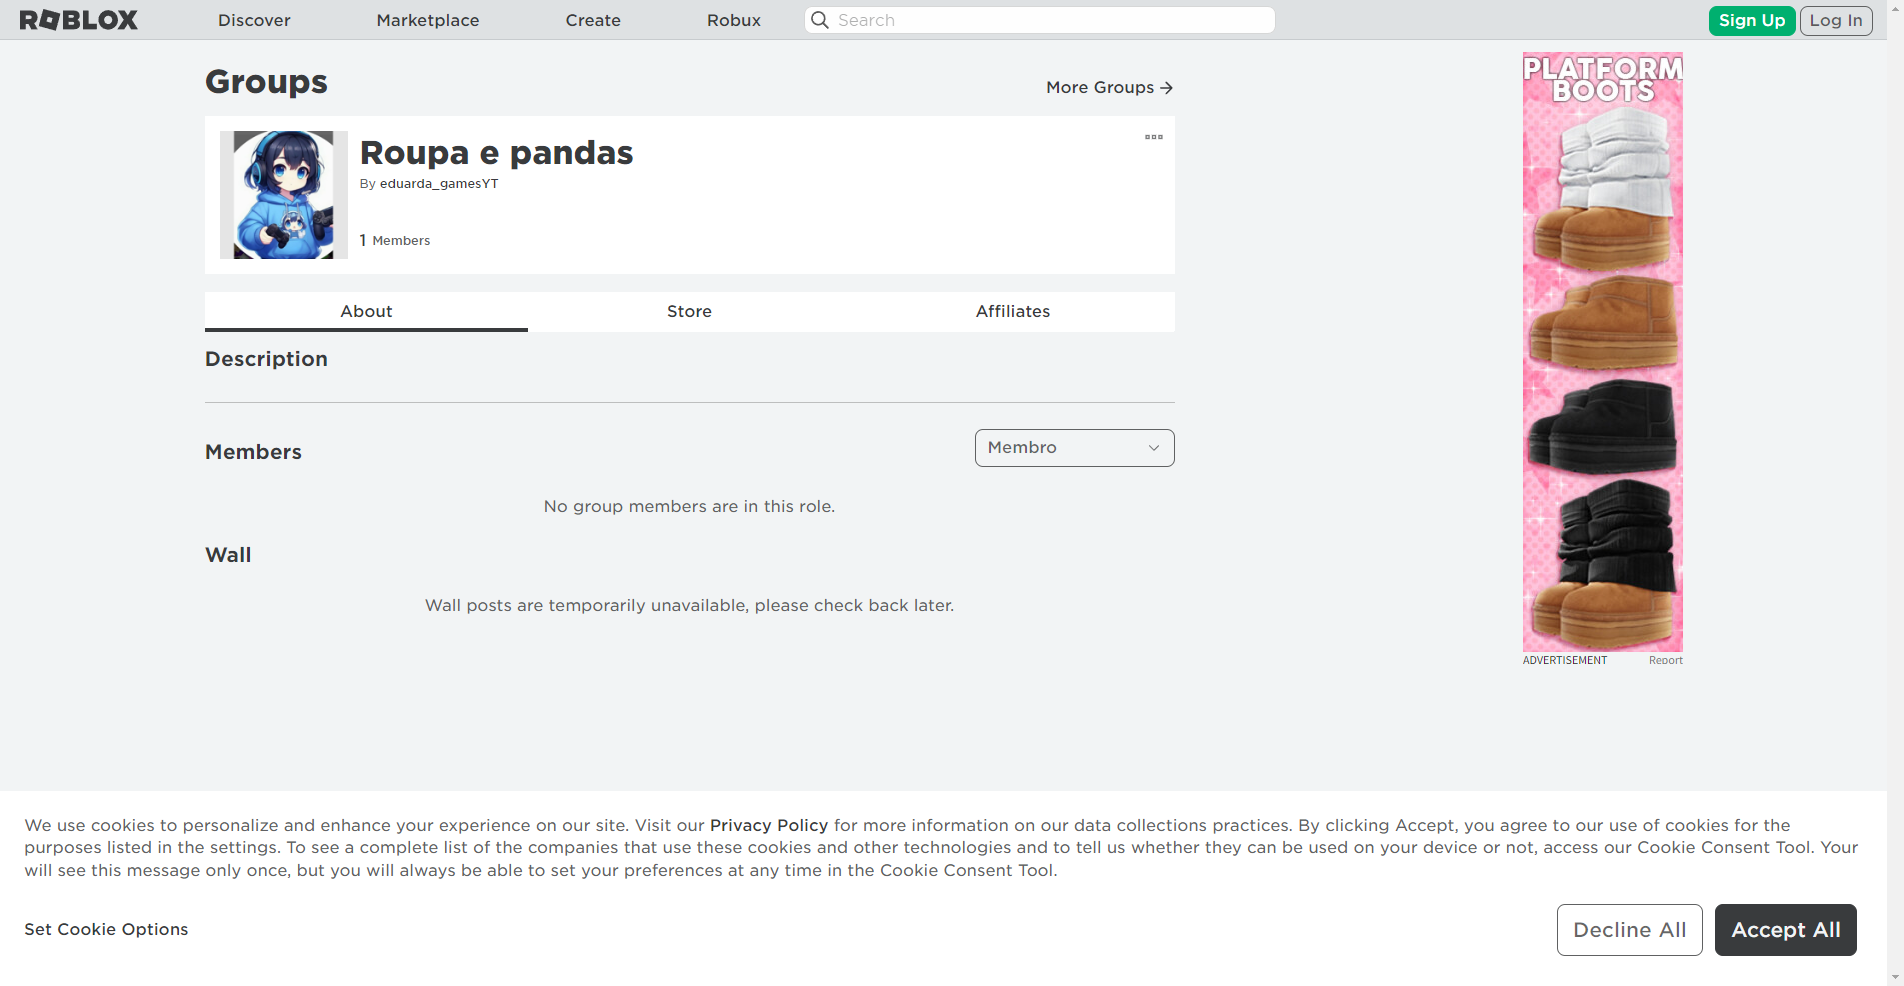 ROBLOX
Discover
Marketplace
Create
Robux
Search
Sign Up
Log In
Groups
More Groups
Roupa e pandas
By eduarda_gamesYT
1 Members
About
Store
Affiliates
Description
Members
Membro
No group members are in this role.
Wall
Wall posts are temporarily unavailable, please check back later.
PLATFORM
BOOTS
ADVERTISEMENT
Report
We use cookies to personalize and enhance your experience on our site. Visit our Privacy Policy for more information on our data collections practices. By clicking Accept, you agree to our use of cookies for the
purposes listed in the settings. To see a complete list of the companies that use these cookies and other technologies and to tell us whether they can be used on your device or not, access our Cookie Consent Tool. Your
will see this message only once, but you will always be able to set your preferences at any time in the Cookie Consent Tool.
Set Cookie Options
Decline All
Accept All